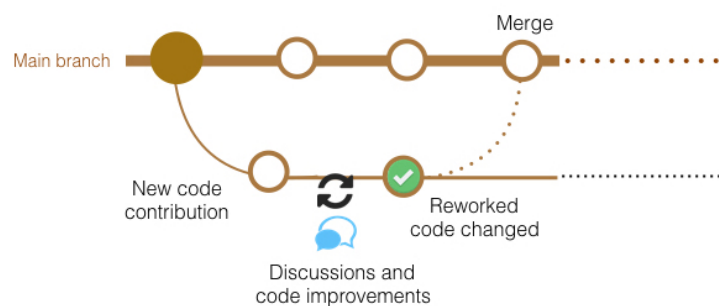 Merge
Main branch
New code
contribution
Reworked
code changed
Discussions and
code improvements